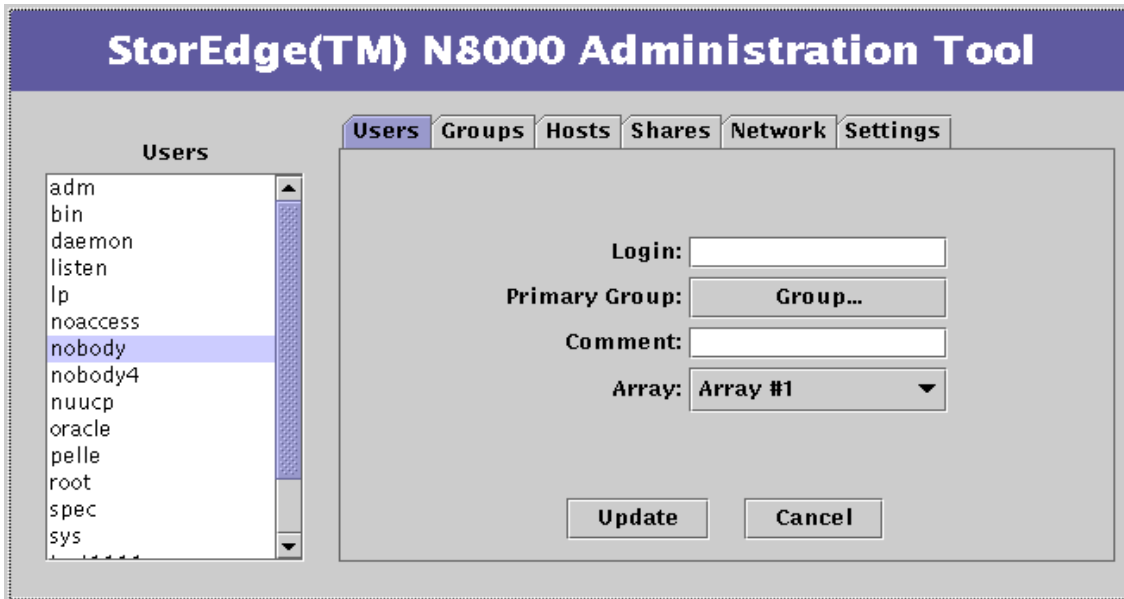 StorEdge(TM) N8000 Administration Tool
Users Groups Hosts Shares Network Settings
Users
adm
bin
daemon
listen
lp
noaccess
nobody
nobody4
nuucp
oracle
pelle
root
spec
sys
Login:
Primary Group: Group...
Comment:
Array: Array #1
Update Cancel